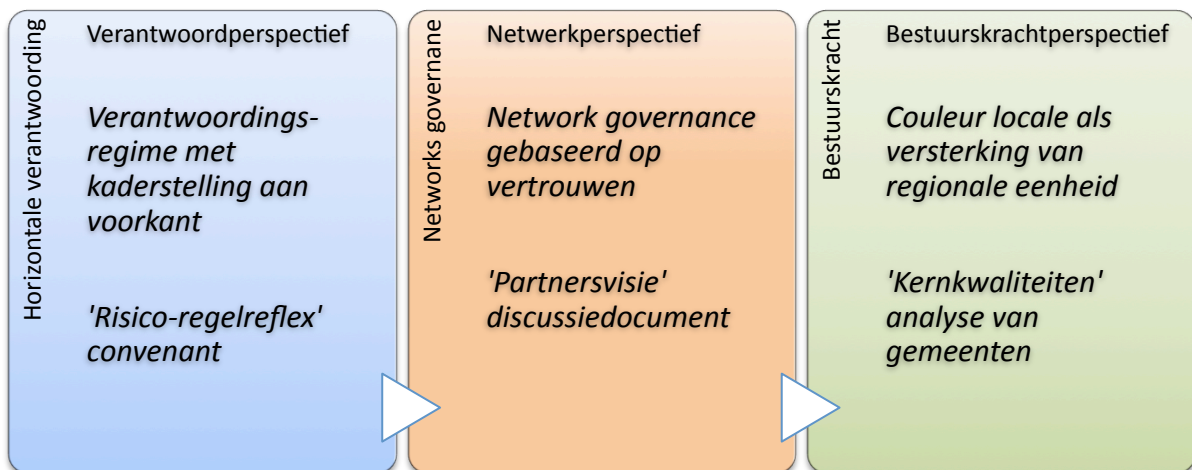 Horizontale verantwoording
Verantwoordperspectief
Verantwoordings-
regime met
kaderstelling aan
voorkant
'Risico-regelreflex'
convenant
Networks governane
Netwerkperspectief
Network governance
gebaseerd op
vertrouwen
'Partnersvisie'
discussiedocument
Bestuurskracht
Bestuurskrachtperspectief
Couleur locale als
versterking van
regionale eenheid
'Kernkwaliteiten'
analyse van
gemeenten